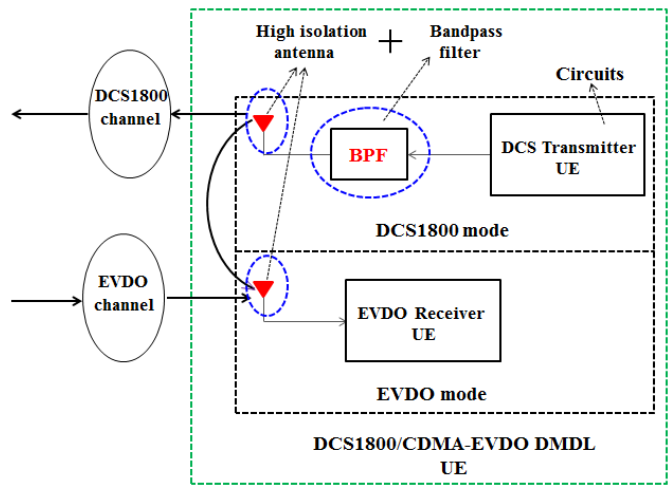 High isolation
antenna
+
Bandpass
filter
Circuits
DCS1800
channel
BPF
DCS Transmitter
UE
DCS1800 mode
EVDO
channel
EVDO Receiver
UE
EVDO mode
DCS1800/CDMA-EVDO DMDL
UE